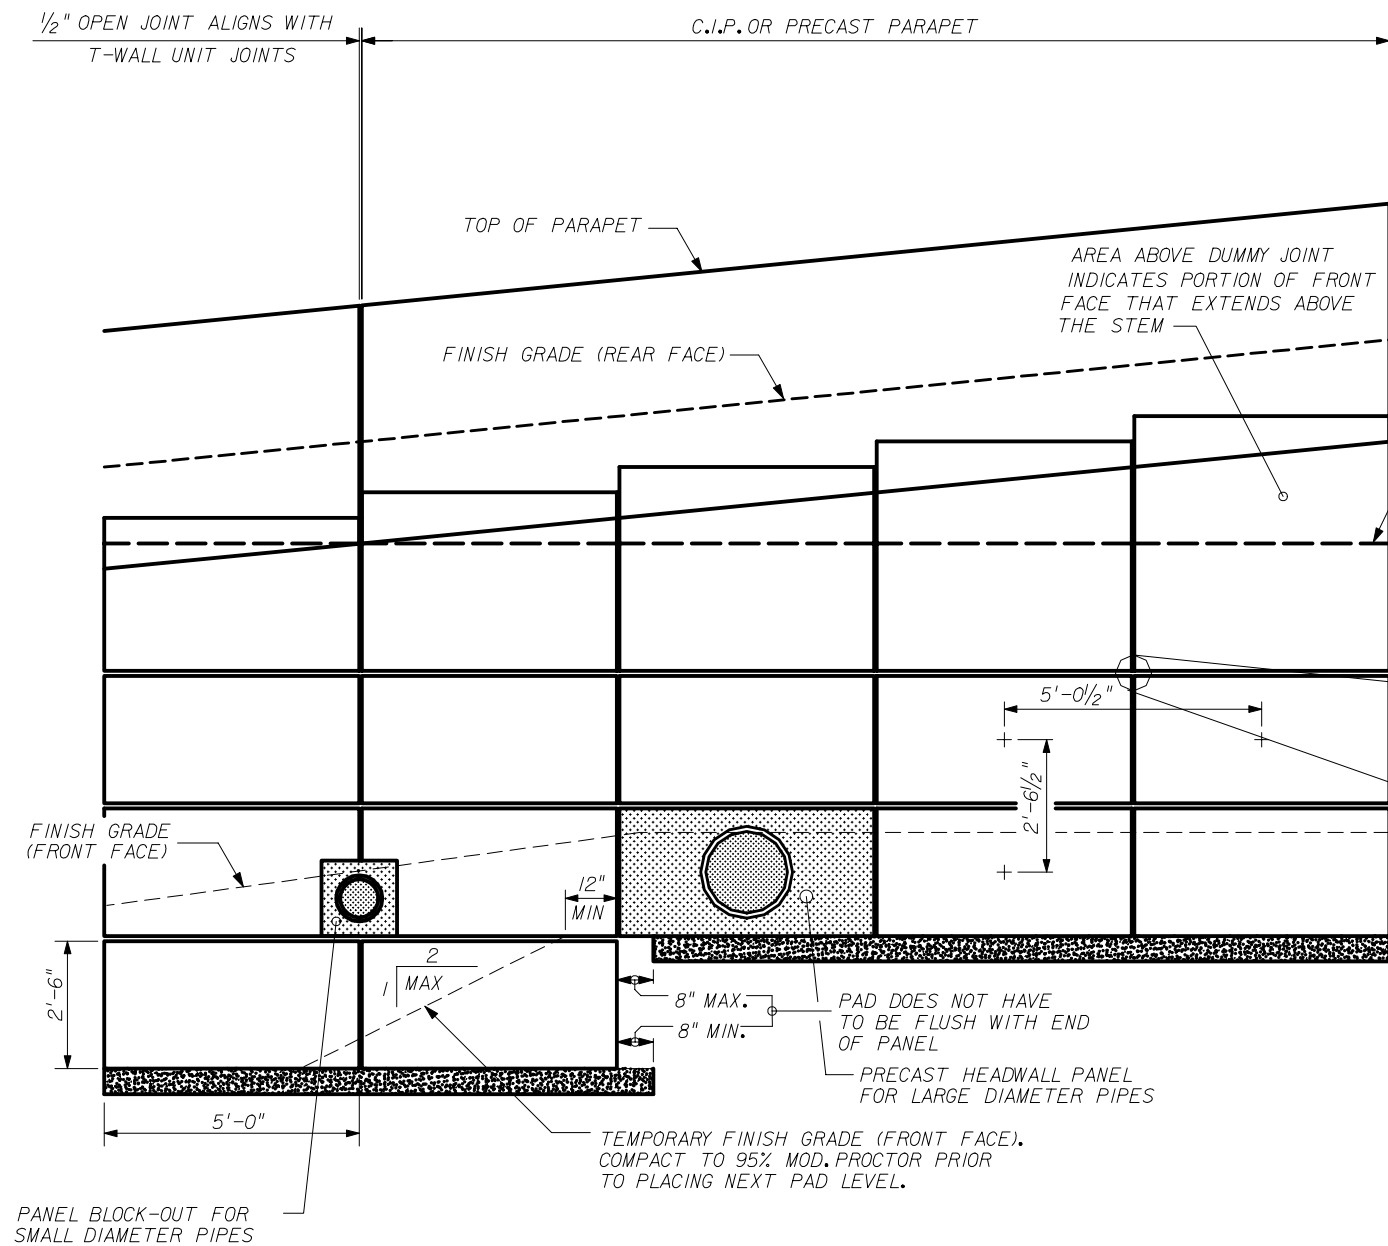 ½" OPEN JOINT ALIGNS WITH
T-WALL UNIT JOINTS
C.I.P. OR PRECAST PARAPET
TOP OF PARAPET
AREA ABOVE DUMMY JOINT
INDICATES PORTION OF FRONT
FACE THAT EXTENDS ABOVE
THE STEM
FINISH GRADE (REAR FACE)
5'-0½"
2'-6½"
FINISH GRADE
(FRONT FACE)
12"
MIN
2
1
MAX
2'-6"
8" MAX.
8" MIN.
PAD DOES NOT HAVE
TO BE FLUSH WITH END
OF PANEL
PRECAST HEADWALL PANEL
FOR LARGE DIAMETER PIPES
5'-0"
TEMPORARY FINISH GRADE (FRONT FACE).
COMPACT TO 95% MOD. PROCTOR PRIOR
TO PLACING NEXT PAD LEVEL.
PANEL BLOCK-OUT FOR
SMALL DIAMETER PIPES